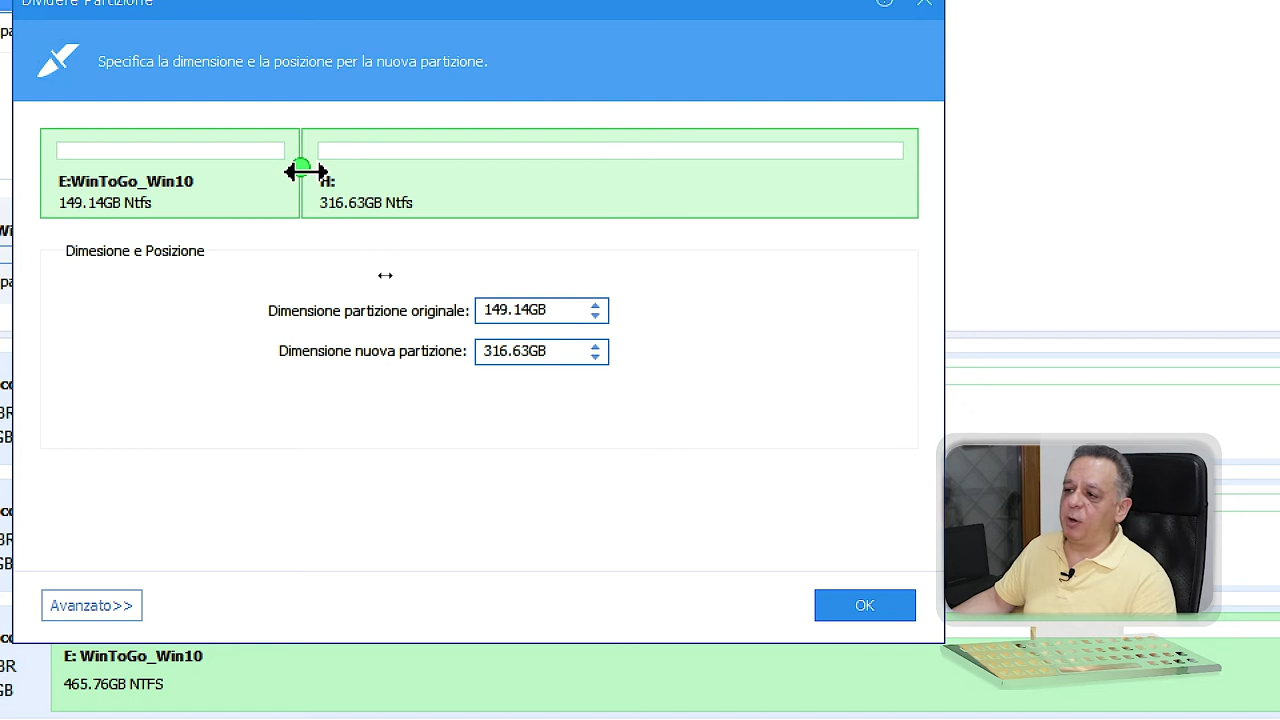 Dividere Partizione
Specifica la dimensione e la posizione per la nuova partizione.
E:WinToGo_Win10
149.14GB Ntfs
H:
316.63GB Ntfs
Dimesione e Posizione
Dimensione partizione originale:
149.14GB
Dimensione nuova partizione:
316.63GB
Avanzato>>
OK
E: WinToGo_Win10
465.76GB NTFS